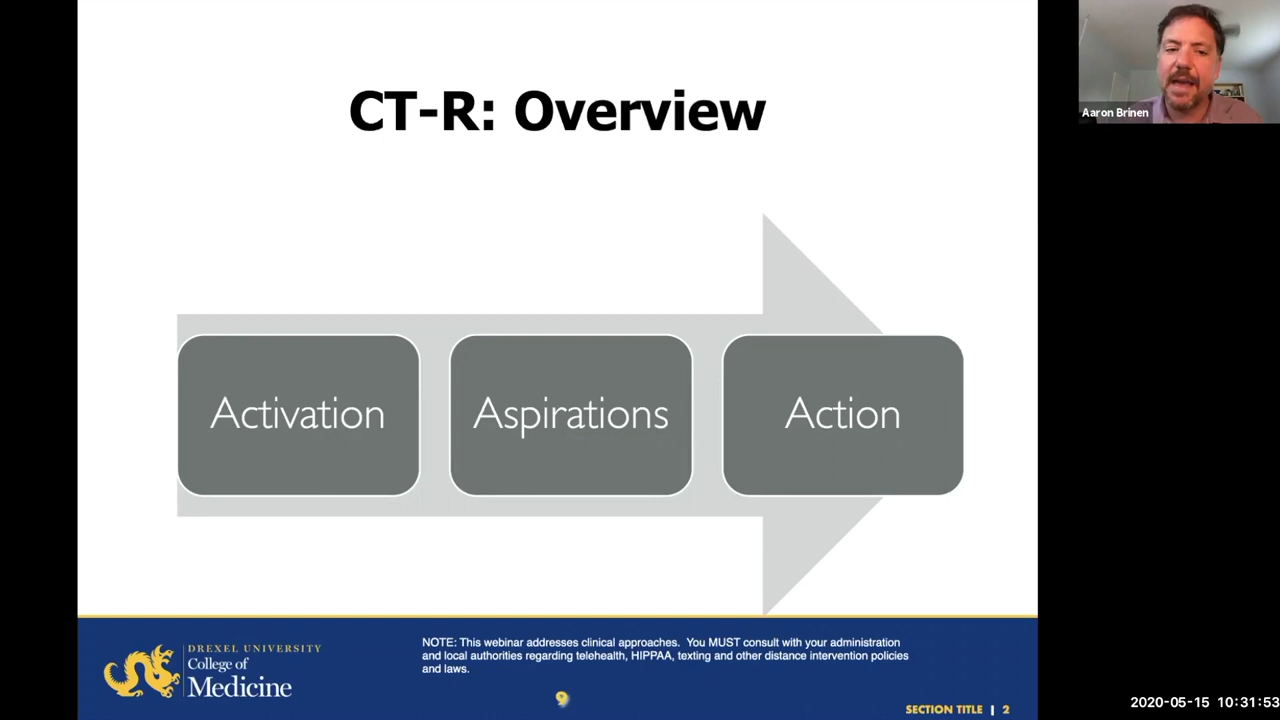 CT-R: Overview
Aaron Brinen
Activation
Aspirations
Action
DREXEL UNIVERSITY
College of
Medicine
NOTE: This webinar addresses clinical approaches. You MUST consult with your administration
and local authorities regarding telehealth, HIPPAA, texting and other distance intervention policies
and laws.
9
SECTION TITLE | 2
2020-05-15 10:31:53